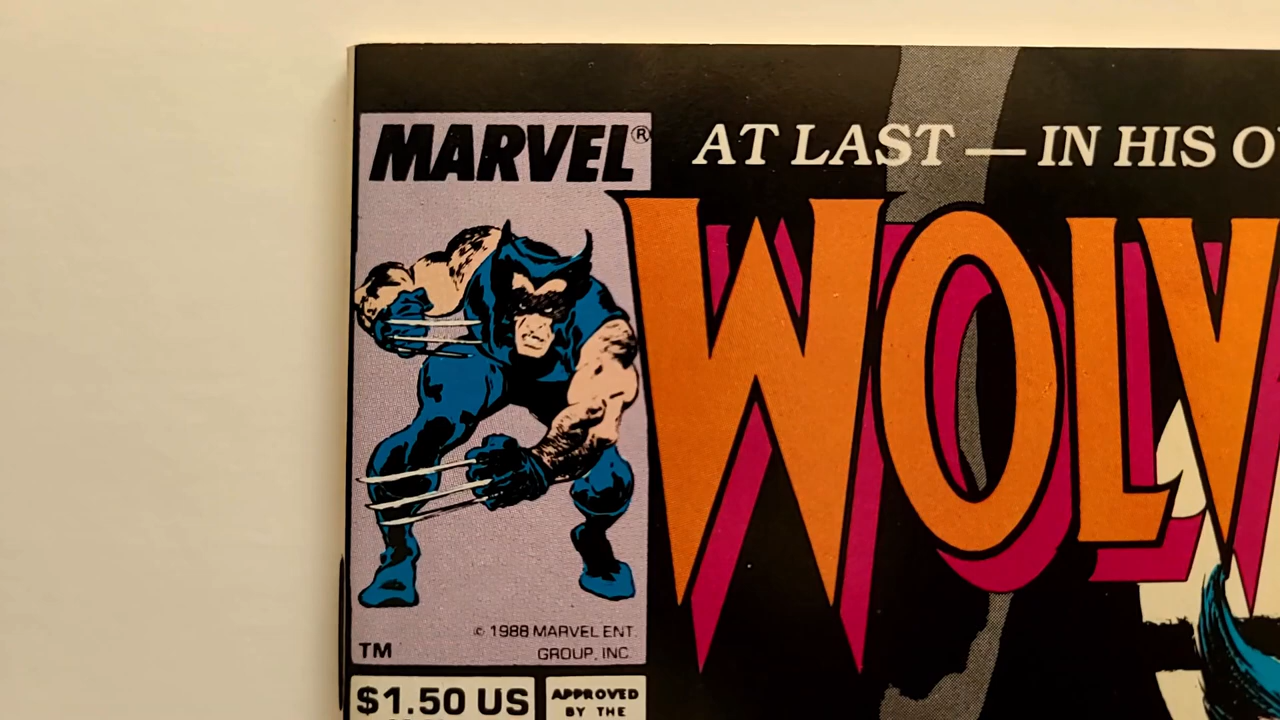 MARVEL®
AT LAST — IN HIS O
WOLV
© 1988 MARVEL ENT.
GROUP, INC.
TM
$1.50 US
APPROVED
BY THE